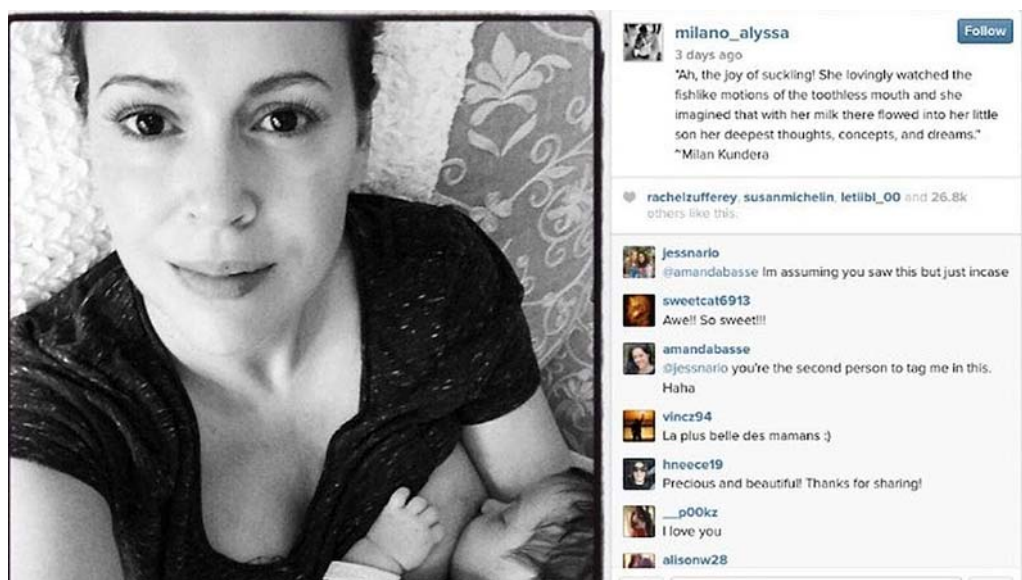 milano_alyssa
Follow
3 days ago
"Ah, the joy of suckling! She lovingly watched the
fishlike motions of the toothless mouth and she
imagined that with her milk there flowed into her little
son her deepest thoughts, concepts, and dreams."
~Milan Kundera
rachelzufferey, susanmichelin, letiibl_00 and 26.8k
others like this.
jessnario
@amandabasse Im assuming you saw this but just incase
sweetcat6913
Awe!! So sweet!!!
amandabasse
@jessnario you're the second person to tag me in this.
Haha
vincz94
La plus belle des mamans :)
hneece19
Precious and beautiful! Thanks for sharing!
__p00kz
I love you
alisonw28